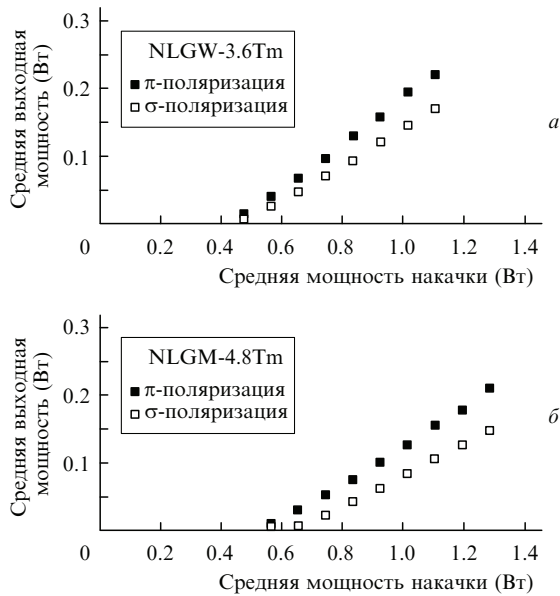 0.3
0.2
0.1
Средняя выходная
мощность (Вт)
NLGW-3.6Tm
π-поляризация
σ-поляризация
а
0 0.2 0.4 0.6 0.8 1.0 1.2 1.4
Средняя мощность накачки (Вт)
0.3
0.2
0.1
Средняя выходная
мощность (Вт)
NLGM-4.8Tm
π-поляризация
σ-поляризация
б
0 0.2 0.4 0.6 0.8 1.0 1.2 1.4
Средняя мощность накачки (Вт)